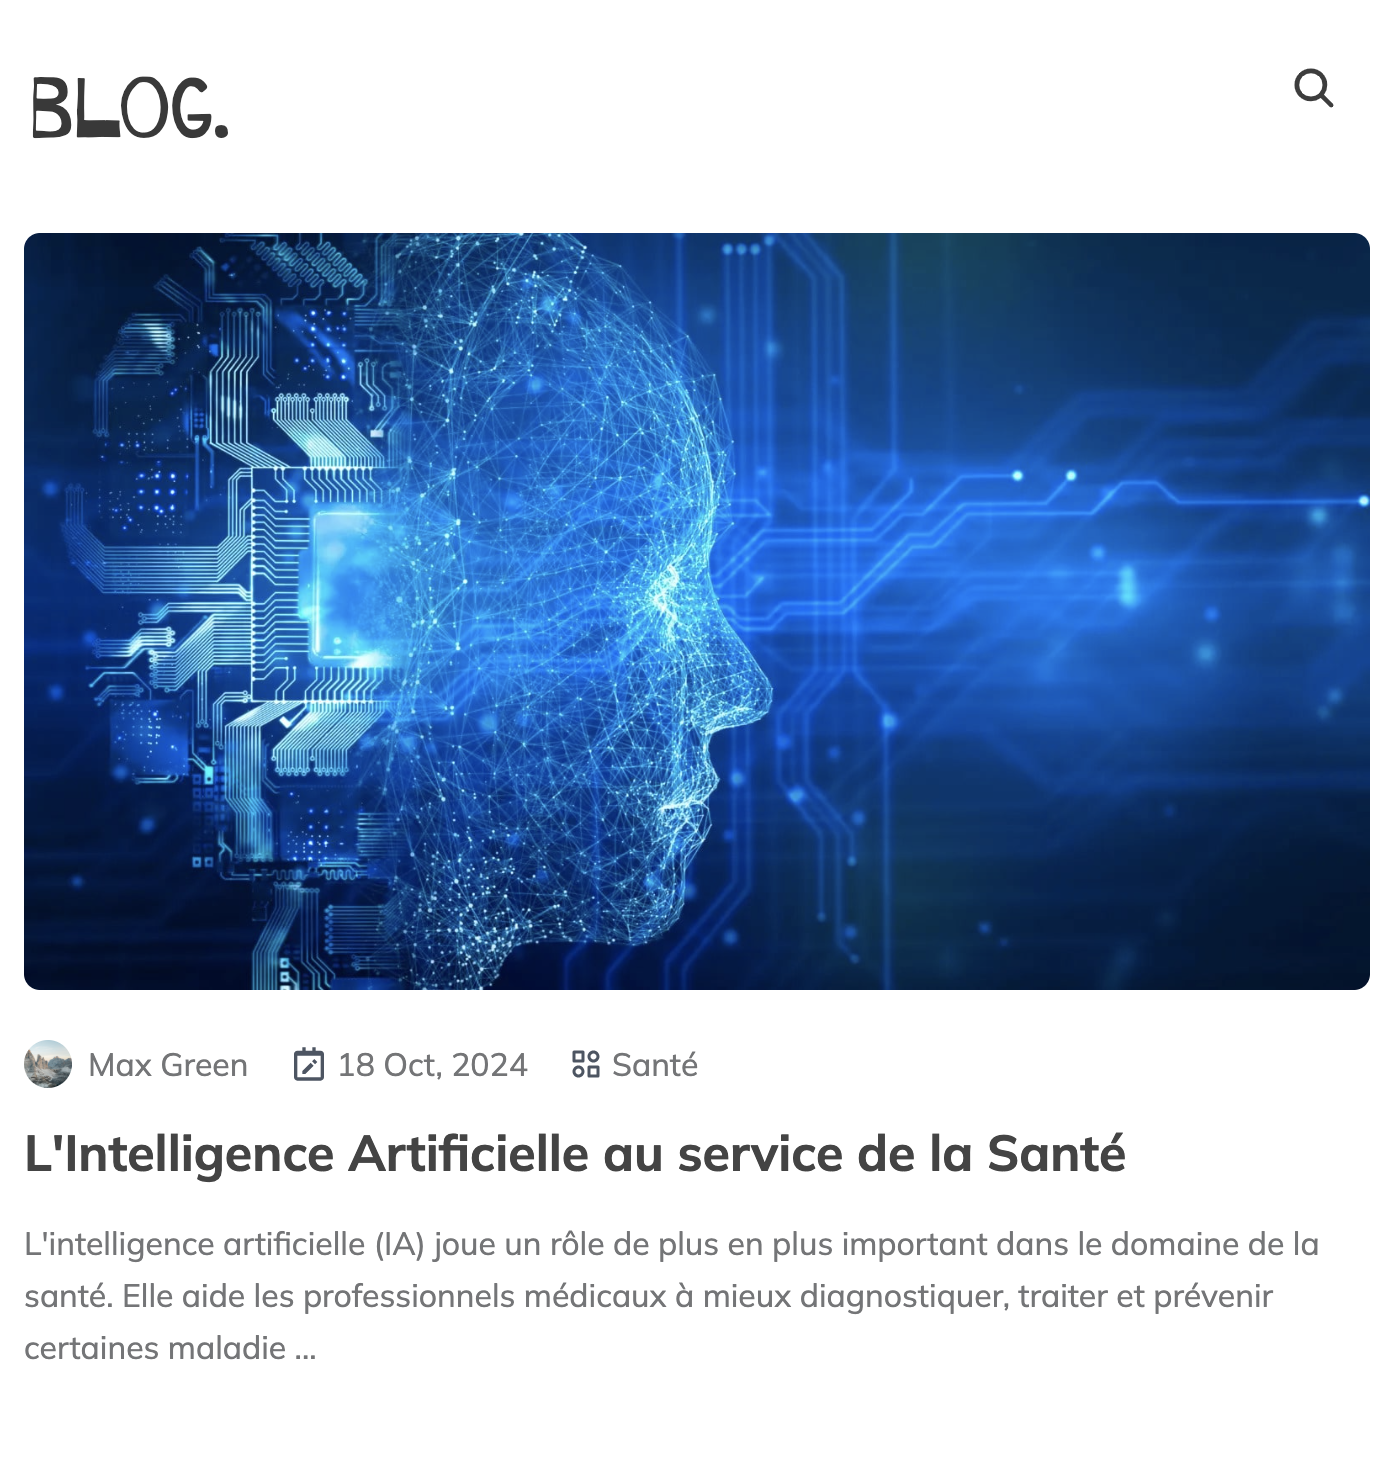 BLOG.
Max Green
18 Oct, 2024
Santé
L'Intelligence Artificielle au service de la Santé
L'intelligence artificielle (IA) joue un rôle de plus en plus important dans le domaine de la
santé. Elle aide les professionnels médicaux à mieux diagnostiquer, traiter et prévenir
certaines maladie ...